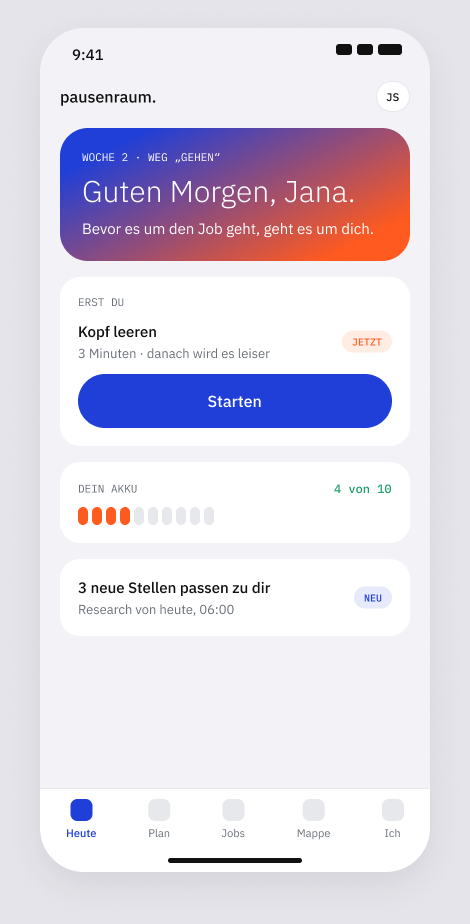 9:41
pausenraum.
JS
WOCHE 2 · WEG „GEHEN“
Guten Morgen, Jana.
Bevor es um den Job geht, geht es um dich.
ERST DU
Kopf leeren
3 Minuten · danach wird es leiser
JETZT
Starten
DEIN AKKU
4 von 10
3 neue Stellen passen zu dir
Research von heute, 06:00
NEU
Heute
Plan
Jobs
Mappe
Ich